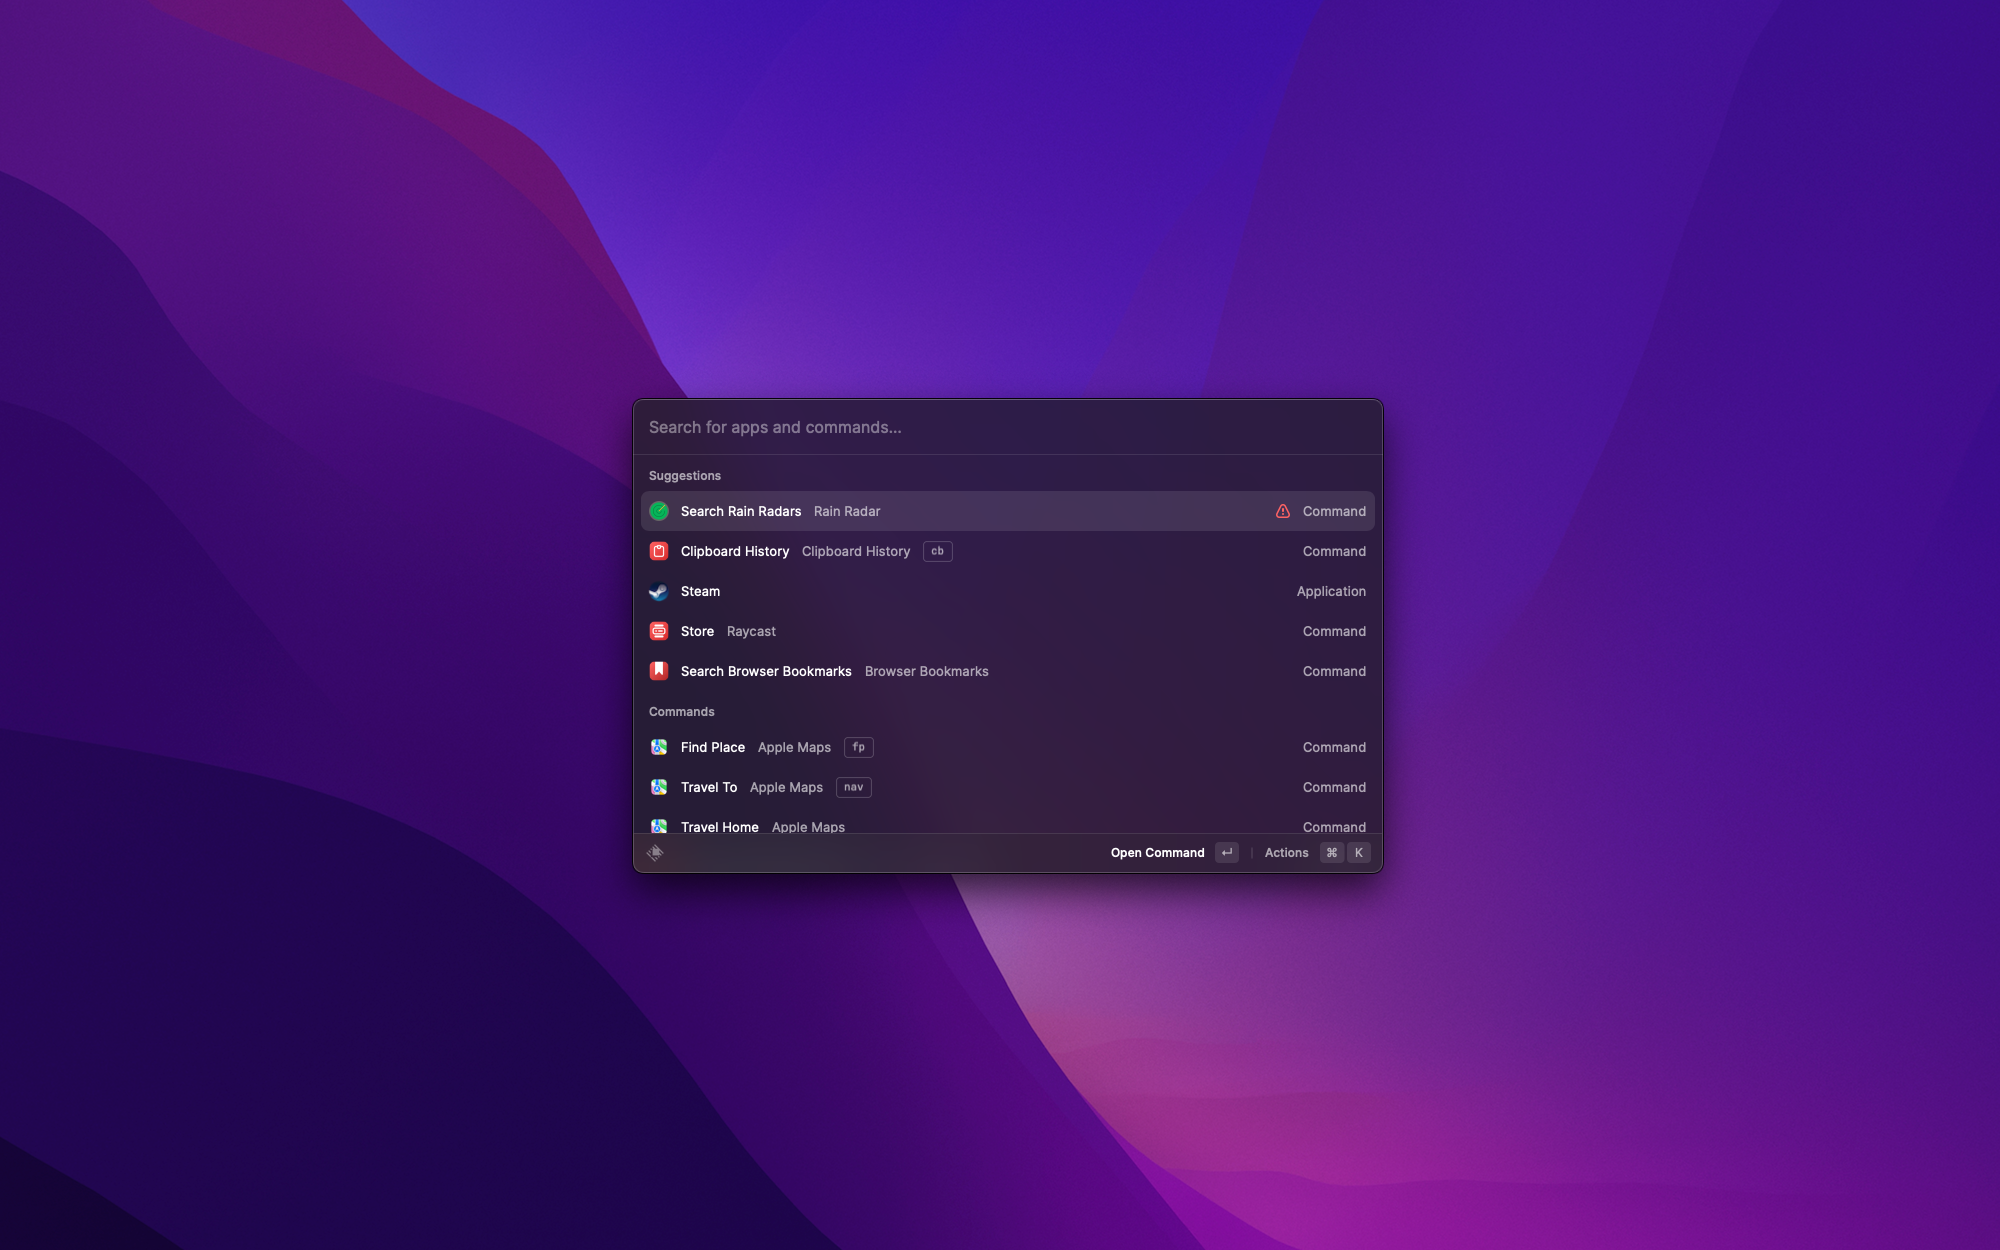 Search for apps and commands...
Suggestions
Search Rain Radars Rain Radar Command
Clipboard History Clipboard History cb Command
Steam Application
Store Raycast Command
Search Browser Bookmarks Browser Bookmarks Command
Commands
Find Place Apple Maps fp Command
Travel To Apple Maps nav Command
Travel Home Apple Maps Command
Open Command ↵ | Actions ⌘ K